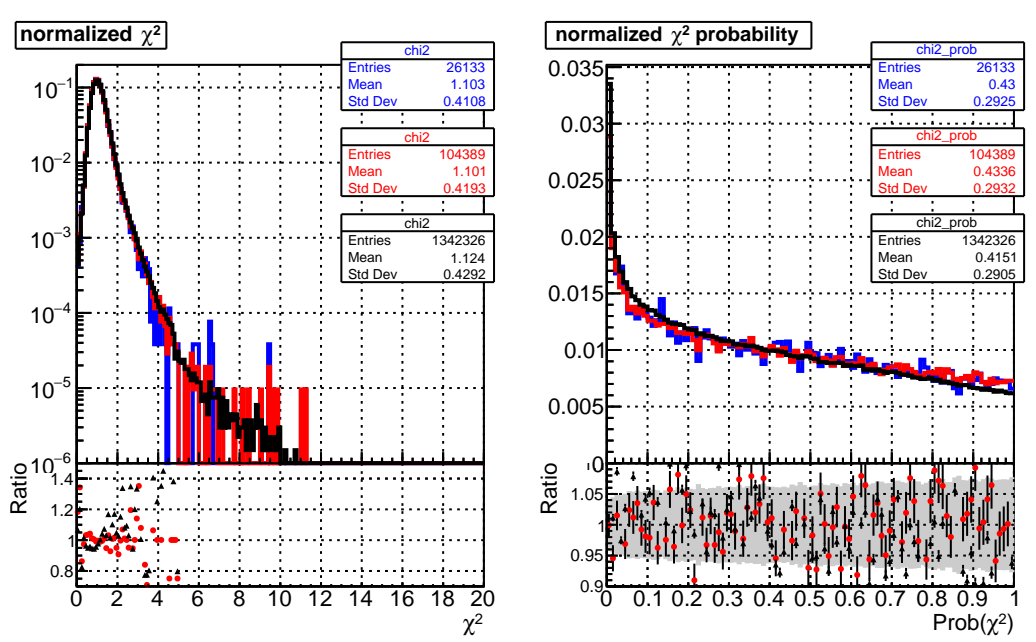 normalized χ²
chi2
Entries 26133
Mean 1.103
Std Dev 0.4108
chi2
Entries 104389
Mean 1.101
Std Dev 0.4193
chi2
Entries 1342326
Mean 1.124
Std Dev 0.4292
10⁻¹
10⁻²
10⁻³
10⁻⁴
10⁻⁵
10⁻⁶
Ratio
1.4
1.2
1
0.8
0 2 4 6 8 10 12 14 16 18 20
χ²
normalized χ² probability
chi2_prob
Entries 26133
Mean 0.43
Std Dev 0.2925
chi2_prob
Entries 104389
Mean 0.4336
Std Dev 0.2932
chi2_prob
Entries 1342326
Mean 0.4151
Std Dev 0.2905
0.035
0.03
0.025
0.02
0.015
0.01
0.005
0
Ratio
1.05
1
0.95
0.9
0 0.1 0.2 0.3 0.4 0.5 0.6 0.7 0.8 0.9 1
Prob(χ²)